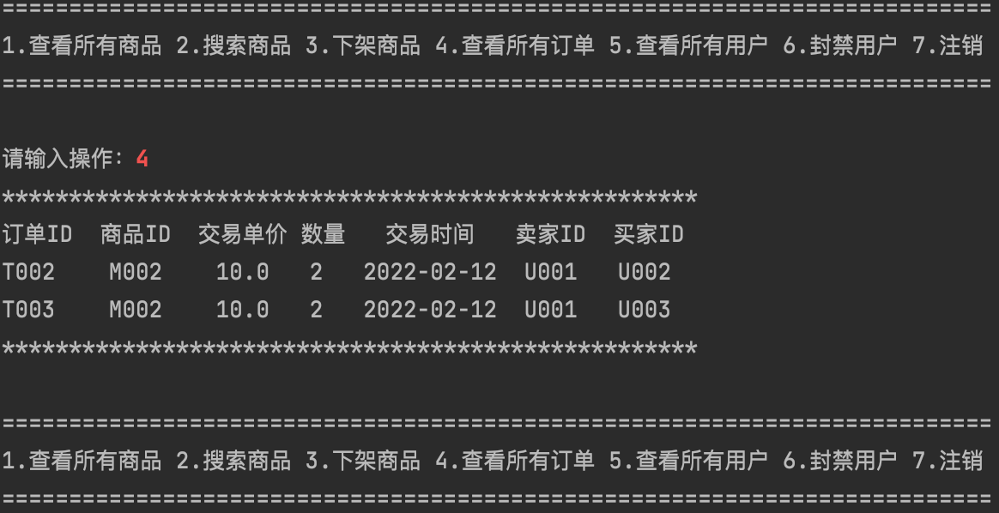 ==========================================================================
1.查看所有商品 2.搜索商品 3.下架商品 4.查看所有订单 5.查看所有用户 6.封禁用户 7.注销
==========================================================================
请输入操作：4
****************************************************
订单ID 商品ID 交易单价 数量 交易时间 卖家ID 买家ID
T002 M002 10.0 2 2022-02-12 U001 U002
T003 M002 10.0 2 2022-02-12 U001 U003
****************************************************
==========================================================================
1.查看所有商品 2.搜索商品 3.下架商品 4.查看所有订单 5.查看所有用户 6.封禁用户 7.注销
==========================================================================